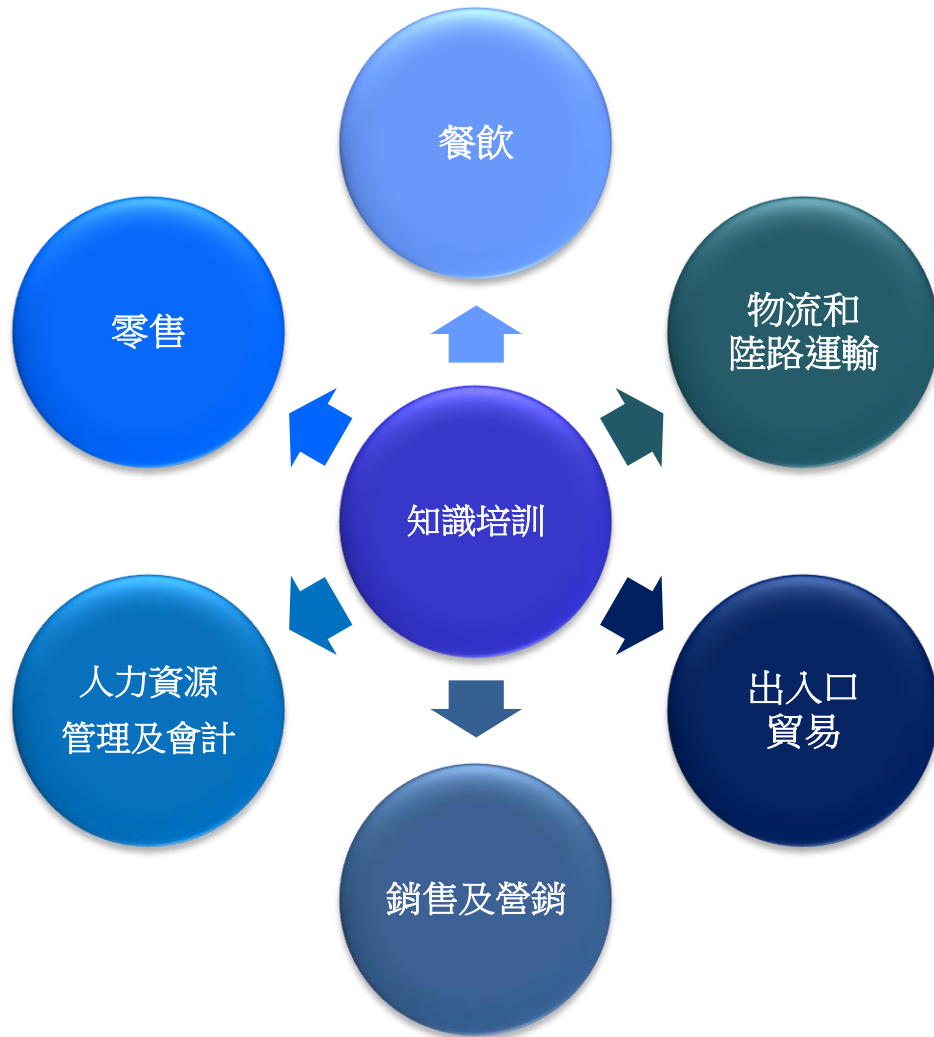 餐飲
零售
物流和
陸路運輸
知識培訓
人力資源
管理及會計
出入口
貿易
銷售及營銷